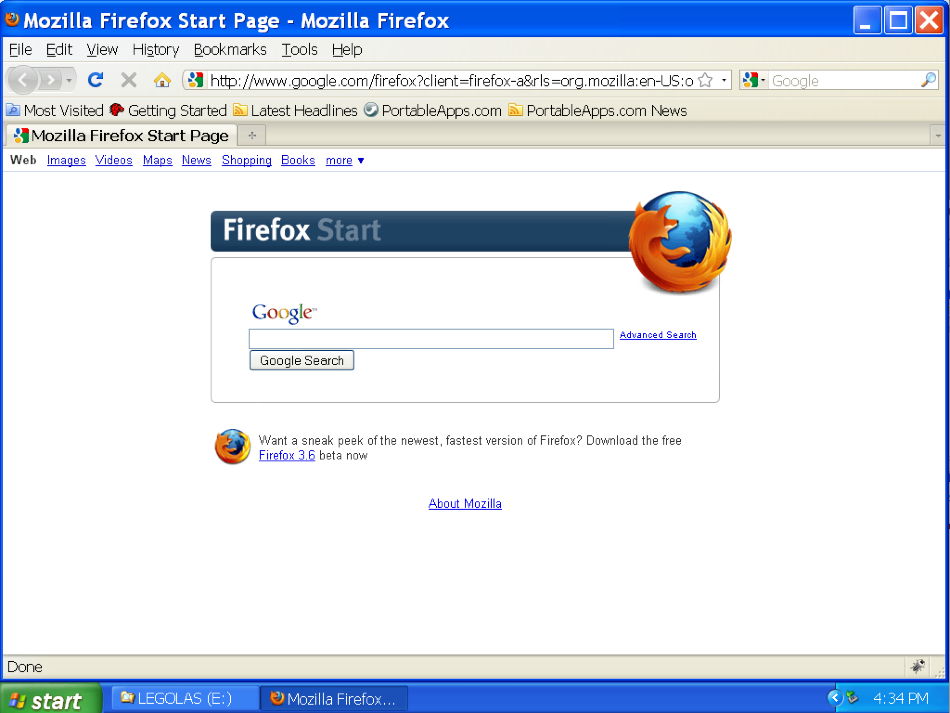 Mozilla Firefox Start Page - Mozilla Firefox
File Edit View History Bookmarks Tools Help
http://www.google.com/firefox?client=firefox-a&rls=org.mozilla:en-US:o Google
Most Visited Getting Started Latest Headlines PortableApps.com PortableApps.com News
Mozilla Firefox Start Page
Web Images Videos Maps News Shopping Books more ▼
Firefox Start
Google™
Advanced Search
Google Search
Want a sneak peek of the newest, fastest version of Firefox? Download the free
Firefox 3.6 beta now
About Mozilla
Done
start LEGOLAS (E:) Mozilla Firefox... 4:34 PM